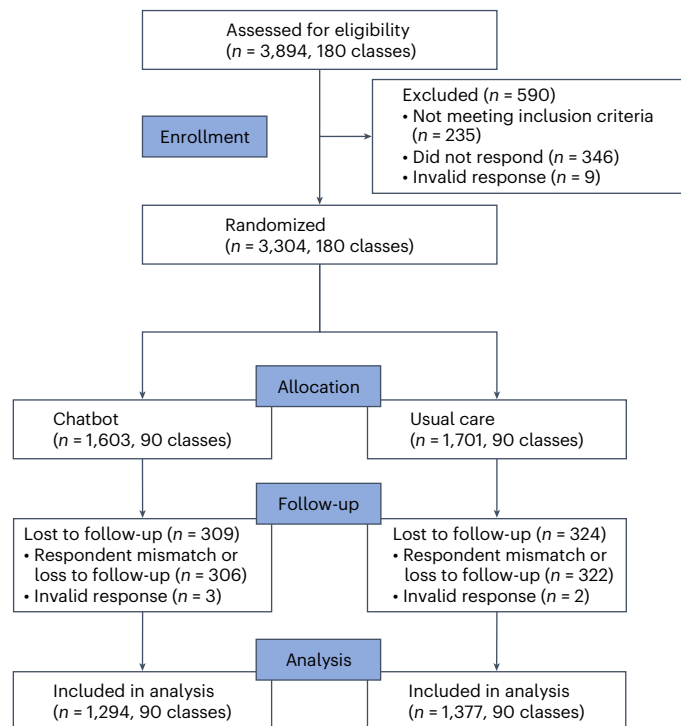 Assessed for eligibility
(n = 3,894, 180 classes)
Excluded (n = 590)
• Not meeting inclusion criteria
(n = 235)
• Did not respond (n = 346)
• Invalid response (n = 9)
Enrollment
Randomized
(n = 3,304, 180 classes)
Allocation
Chatbot
(n = 1,603, 90 classes)
Usual care
(n = 1,701, 90 classes)
Follow-up
Lost to follow-up (n = 309)
• Respondent mismatch or
loss to follow-up (n = 306)
• Invalid response (n = 3)
Lost to follow-up (n = 324)
• Respondent mismatch or
loss to follow-up (n = 322)
• Invalid response (n = 2)
Analysis
Included in analysis
(n = 1,294, 90 classes)
Included in analysis
(n = 1,377, 90 classes)